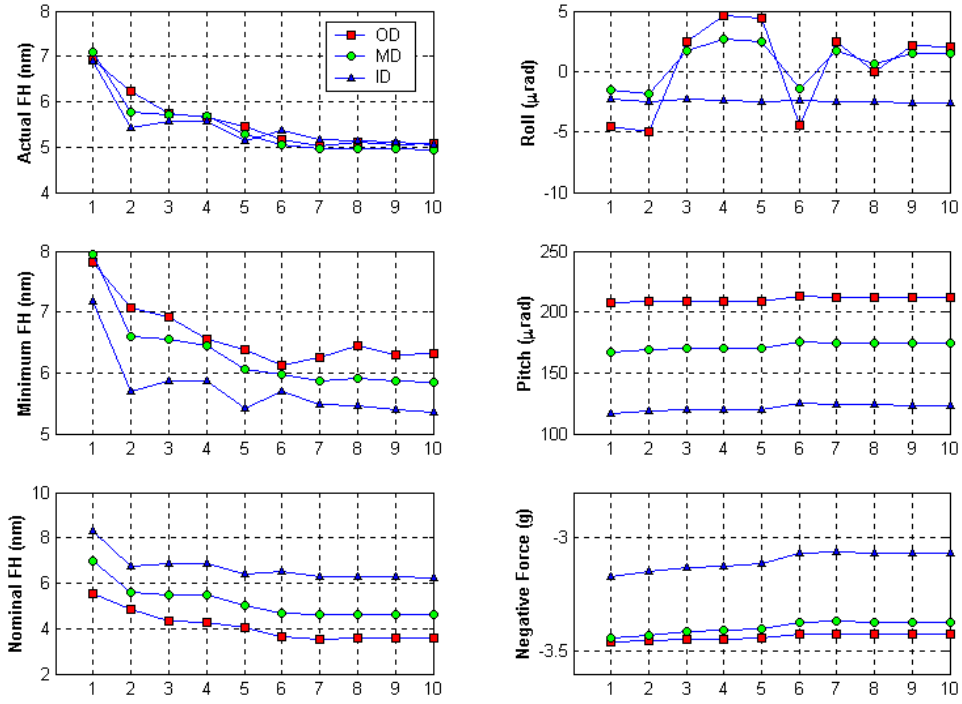 8
7
6
5
4
Actual FH (nm)
OD
MD
ID
1 2 3 4 5 6 7 8 9 10
5
0
-5
-10
Roll (μrad)
1 2 3 4 5 6 7 8 9 10
8
7
6
5
Minimum FH (nm)
1 2 3 4 5 6 7 8 9 10
250
200
150
100
Pitch (μrad)
1 2 3 4 5 6 7 8 9 10
10
8
6
4
2
Nominal FH (nm)
1 2 3 4 5 6 7 8 9 10
-3
-3.5
Negative Force (g)
1 2 3 4 5 6 7 8 9 10